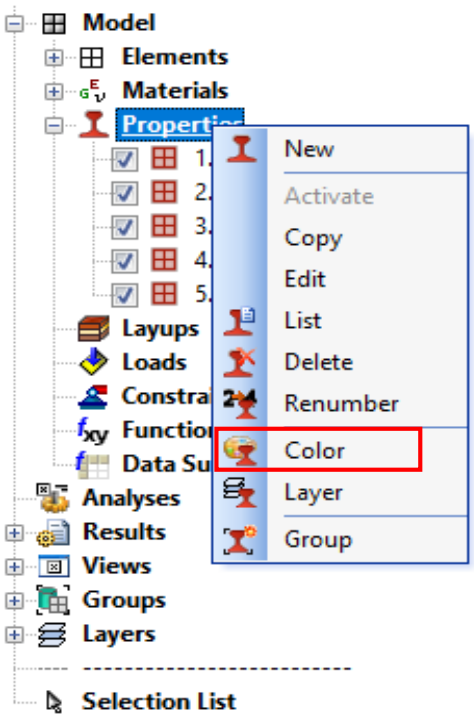 Model
Elements
Materials
Properties
1.
2.
3.
4.
5.
New
Activate
Copy
Edit
List
Delete
Renumber
Color
Layer
Group
Layups
Loads
Constrai
Function
Data Su
Analyses
Results
Views
Groups
Layers
Selection List